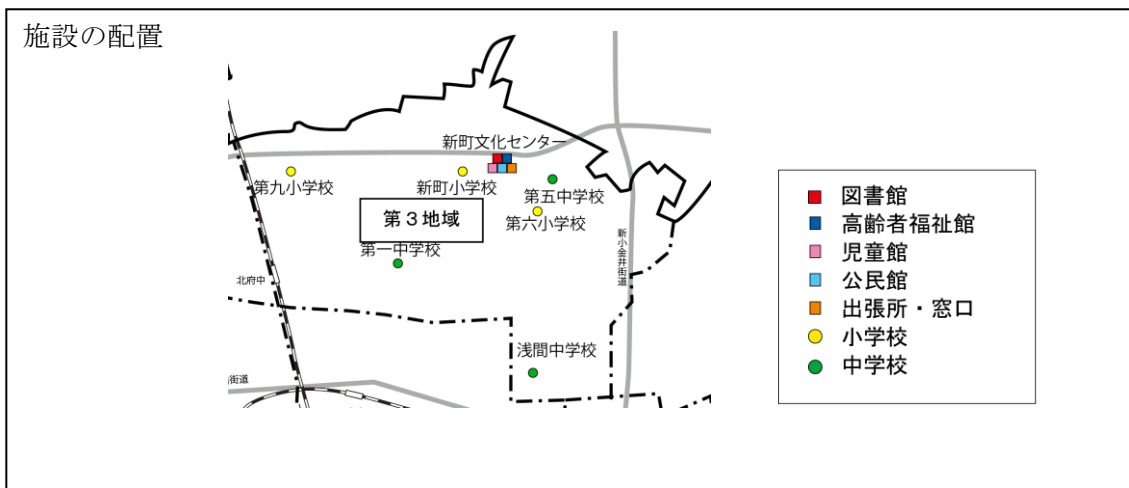 施設の配置
新町文化センター
第九小学校
新町小学校
第五中学校
第３地域
第六小学校
第一中学校
新小金井街道
北府中
浅間中学校
街道
図書館
高齢者福祉館
児童館
公民館
出張所・窓口
小学校
中学校